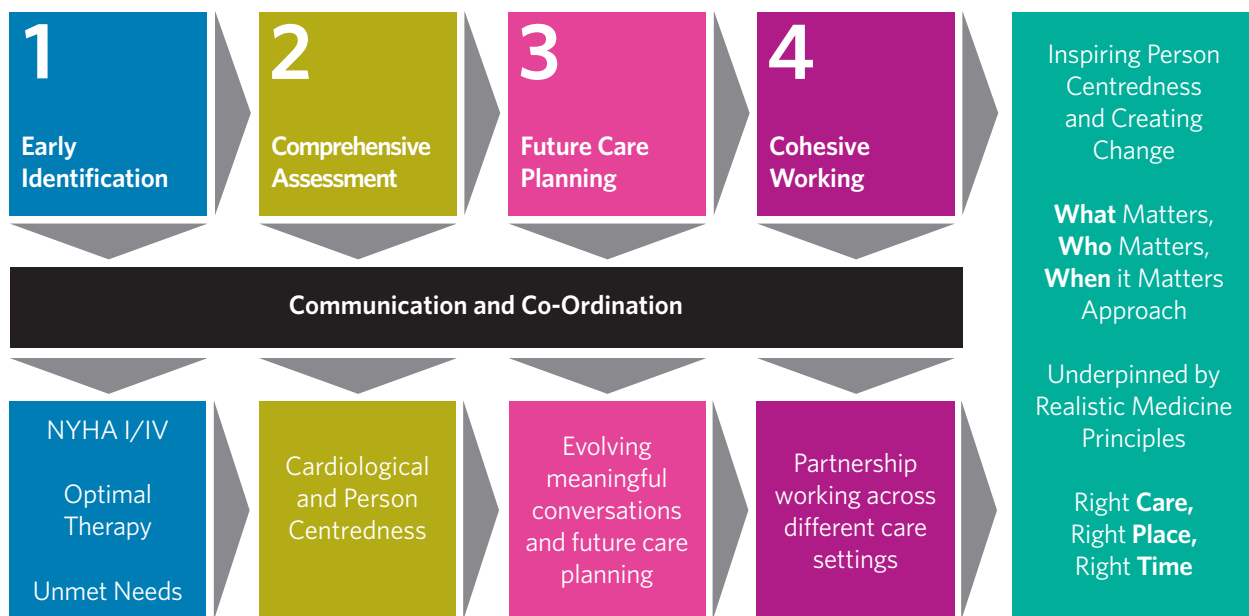 1
Early
Identification
2
Comprehensive
Assessment
3
Future Care
Planning
4
Cohesive
Working
Communication and Co-Ordination
NYHA I/IV
Optimal
Therapy
Unmet Needs
Cardiological
and Person
Centredness
Evolving
meaningful
conversations
and future care
planning
Partnership
working across
different care
settings
Inspiring Person
Centredness
and Creating
Change
What Matters,
Who Matters,
When it Matters
Approach
Underpinned by
Realistic Medicine
Principles
Right Care,
Right Place,
Right Time